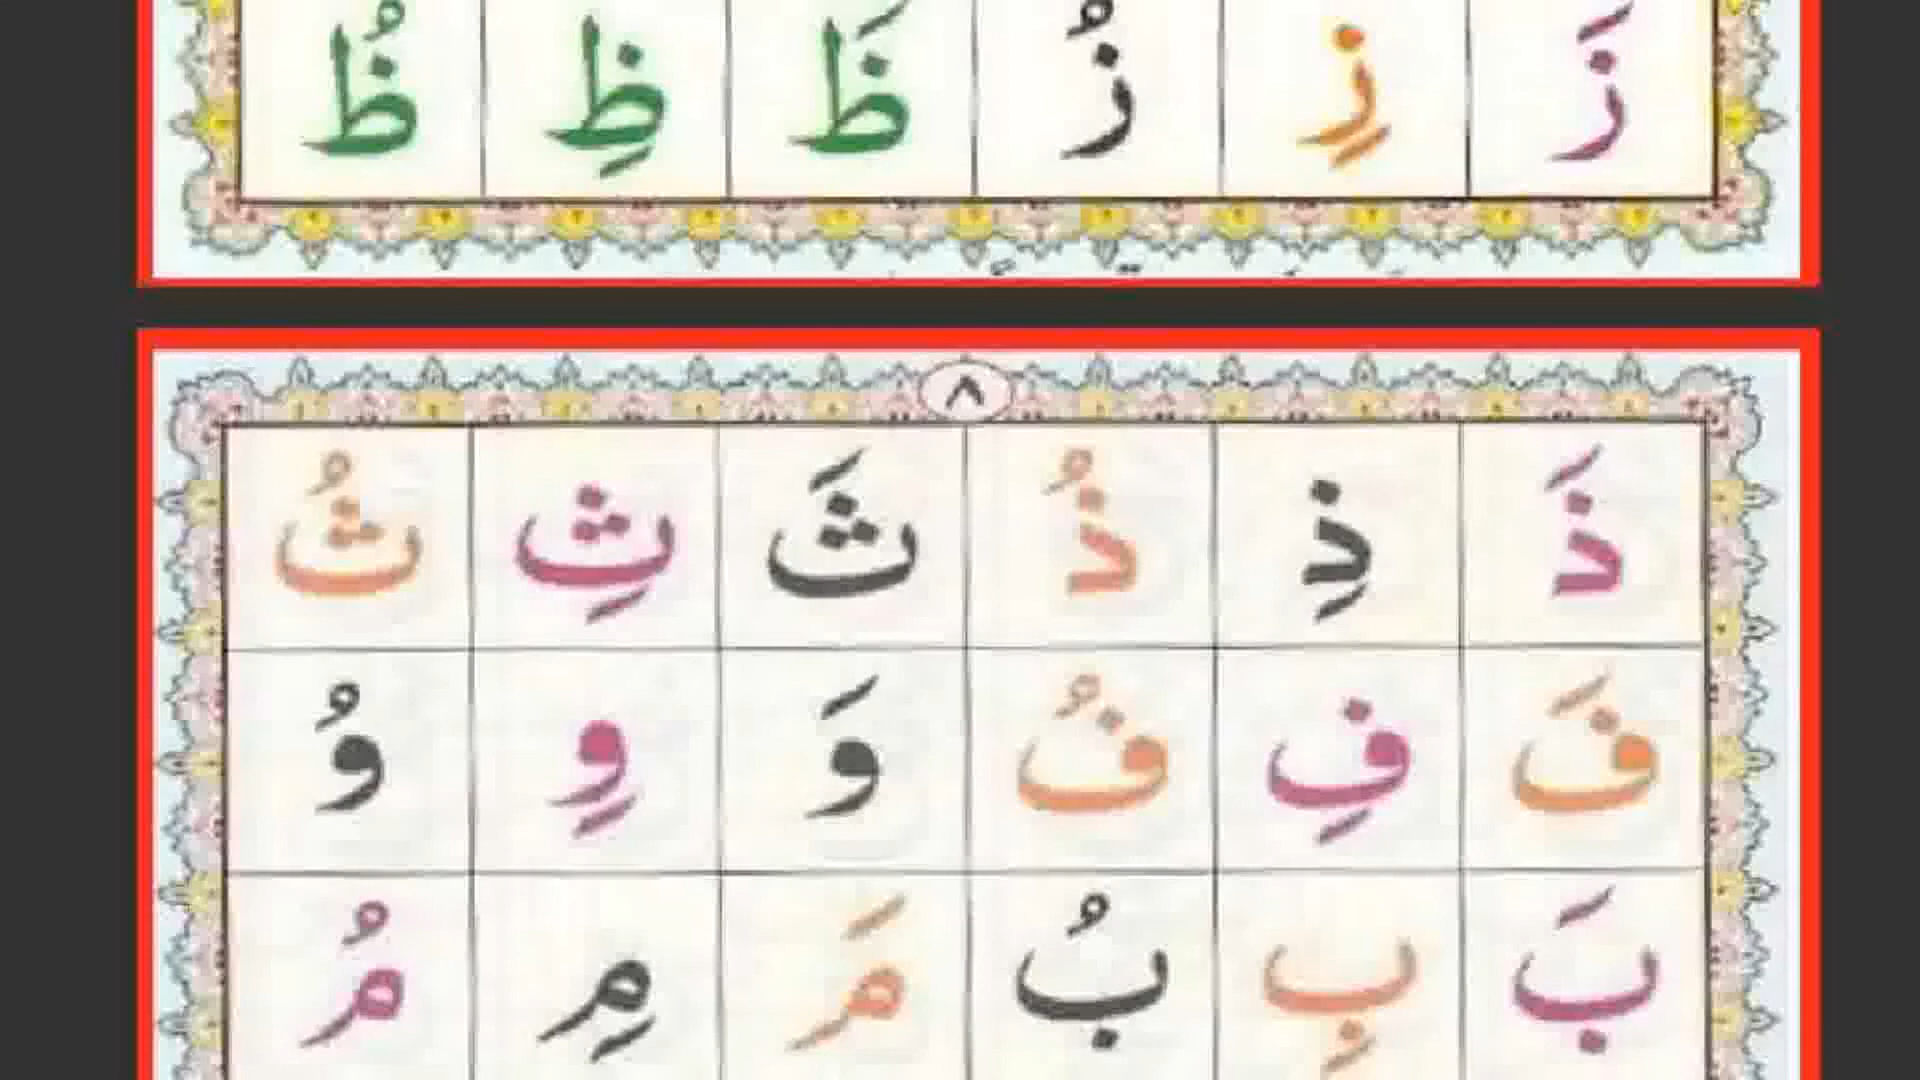 زَ زِ زُ ظَ ظِ ظُ
٨
ذَ ذِ ذُ ثَ ثِ ثُ
فَ فِ فُ وَ وِ وُ
بَ بِ بُ مَ مِ مُ